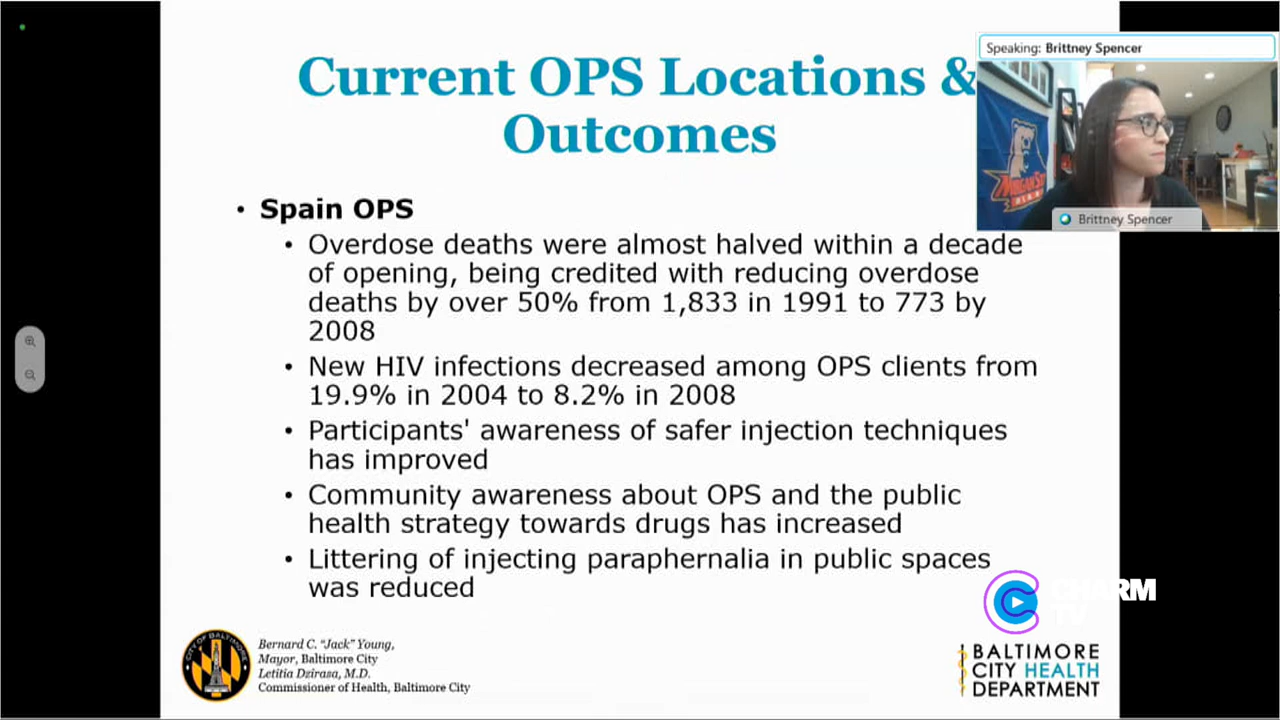 Current OPS Locations &
Outcomes
Speaking: Brittney Spencer
Brittney Spencer
• Spain OPS
• Overdose deaths were almost halved within a decade
of opening, being credited with reducing overdose
deaths by over 50% from 1,833 in 1991 to 773 by
2008
• New HIV infections decreased among OPS clients from
19.9% in 2004 to 8.2% in 2008
• Participants' awareness of safer injection techniques
has improved
• Community awareness about OPS and the public
health strategy towards drugs has increased
• Littering of injecting paraphernalia in public spaces
was reduced
CHARM
TV
CITY OF BALTIMORE
Bernard C. "Jack" Young,
Mayor, Baltimore City
Letitia Dzirasa, M.D.
Commissioner of Health, Baltimore City
BALTIMORE
CITY HEALTH
DEPARTMENT